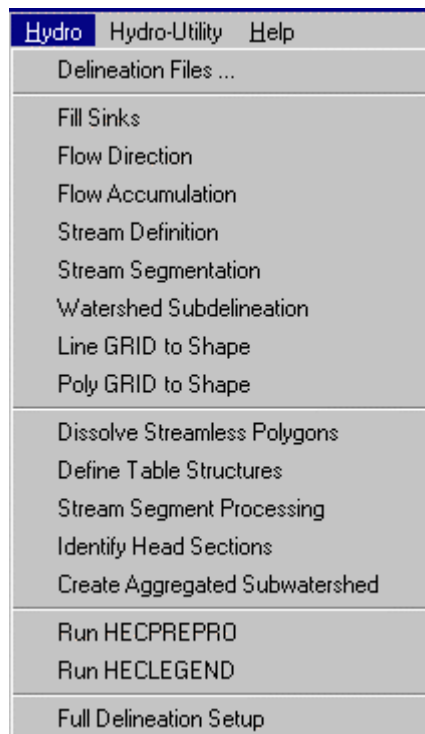 Hydro Hydro-Utility Help
Delineation Files ...
Fill Sinks
Flow Direction
Flow Accumulation
Stream Definition
Stream Segmentation
Watershed Subdelineation
Line GRID to Shape
Poly GRID to Shape
Dissolve Streamless Polygons
Define Table Structures
Stream Segment Processing
Identify Head Sections
Create Aggregated Subwatershed
Run HECPREPRO
Run HECLEGEND
Full Delineation Setup